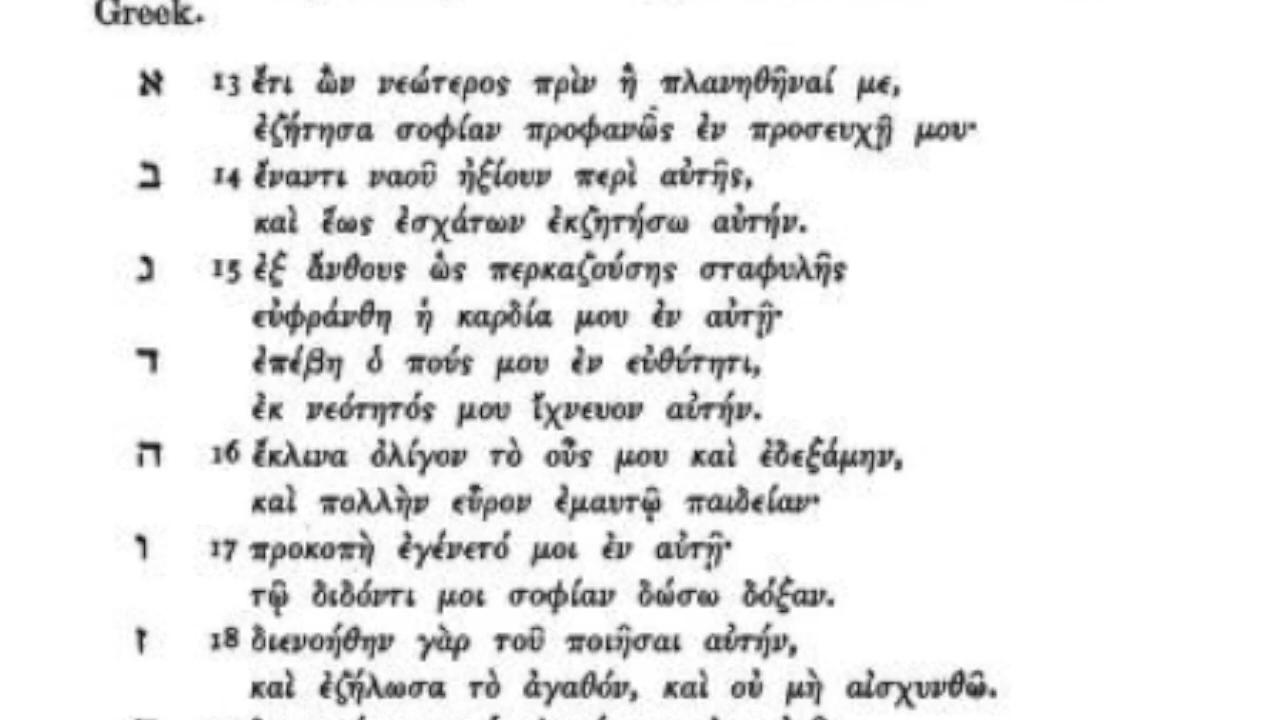 Greek.
א 13 ἔτι ὢν νεώτερος πρὶν ἢ πλανηθῆναί με,
ἐζήτησα σοφίαν προφανῶς ἐν προσευχῇ μου·
ב 14 ἔναντι ναοῦ ἠξίουν περὶ αὐτῆς,
καὶ ἕως ἐσχάτων ἐκζητήσω αὐτήν.
ג 15 ἐξ ἄνθους ὡς περκαζούσης σταφυλῆς
εὐφράνθη ἡ καρδία μου ἐν αὐτῇ·
ד ἐπέβη ὁ πούς μου ἐν εὐθύτητι,
ἐκ νεότητός μου ἴχνευον αὐτήν.
ה 16 ἔκλινα ὀλίγον τὸ οὖς μου καὶ ἐδεξάμην,
καὶ πολλὴν εὗρον ἐμαυτῷ παιδείαν·
ו 17 προκοπὴ ἐγένετό μοι ἐν αὐτῇ·
τῷ διδόντι μοι σοφίαν δώσω δόξαν.
ז 18 διενοήθην γὰρ τοῦ ποιῆσαι αὐτήν,
καὶ ἐζήλωσα τὸ ἀγαθόν, καὶ οὐ μὴ αἰσχυνθῶ.